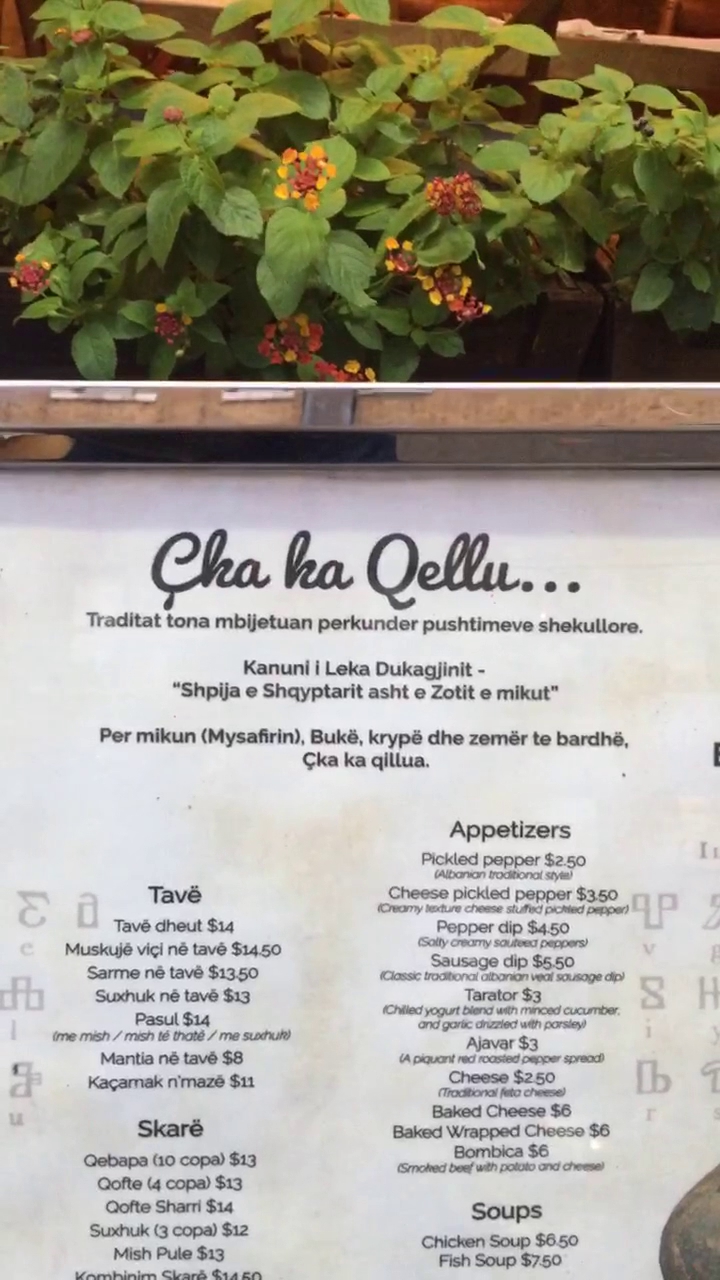 Çka ka Qellu...
Traditat tona mbijetuan perkunder pushtimeve shekullore.
Kanuni i Leka Dukagjinit -
“Shpija e Shqyptarit asht e Zotit e mikut"
Per mikun (Mysafirin), Bukë, krypë dhe zemër te bardhë,
Çka ka qillua.
Tavë
Tavë dheut $14
Muskujë viçi në tavë $14.50
Sarme në tavë $13.50
Suxhuk në tavë $13
Pasul $14
(me mish / mish të thatë / me suxhuk)
Mantia në tavë $8
Kaçamak n'mazë $11
Skarë
Qebapa (10 copa) $13
Qofte (4 copa) $13
Qofte Sharri $14
Suxhuk (3 copa) $12
Mish Pule $13
Kombinim Skarë $14.50
Appetizers
Pickled pepper $2.50
(Albanian traditional style)
Cheese pickled pepper $3.50
(Creamy texture cheese stuffed pickled pepper)
Pepper dip $4.50
(Salty creamy sauteed peppers)
Sausage dip $5.50
(Classic traditional albanian veal sausage dip)
Tarator $3
(Chilled yogurt blend with minced cucumber,
and garlic drizzled with parsley)
Ajavar $3
(A piquant red roasted pepper spread)
Cheese $2.50
(Traditional feta cheese)
Baked Cheese $6
Baked Wrapped Cheese $6
Bombica $6
(Smoked beef with potato and cheese)
Soups
Chicken Soup $6.50
Fish Soup $7.50
e
l
u
v
i
r